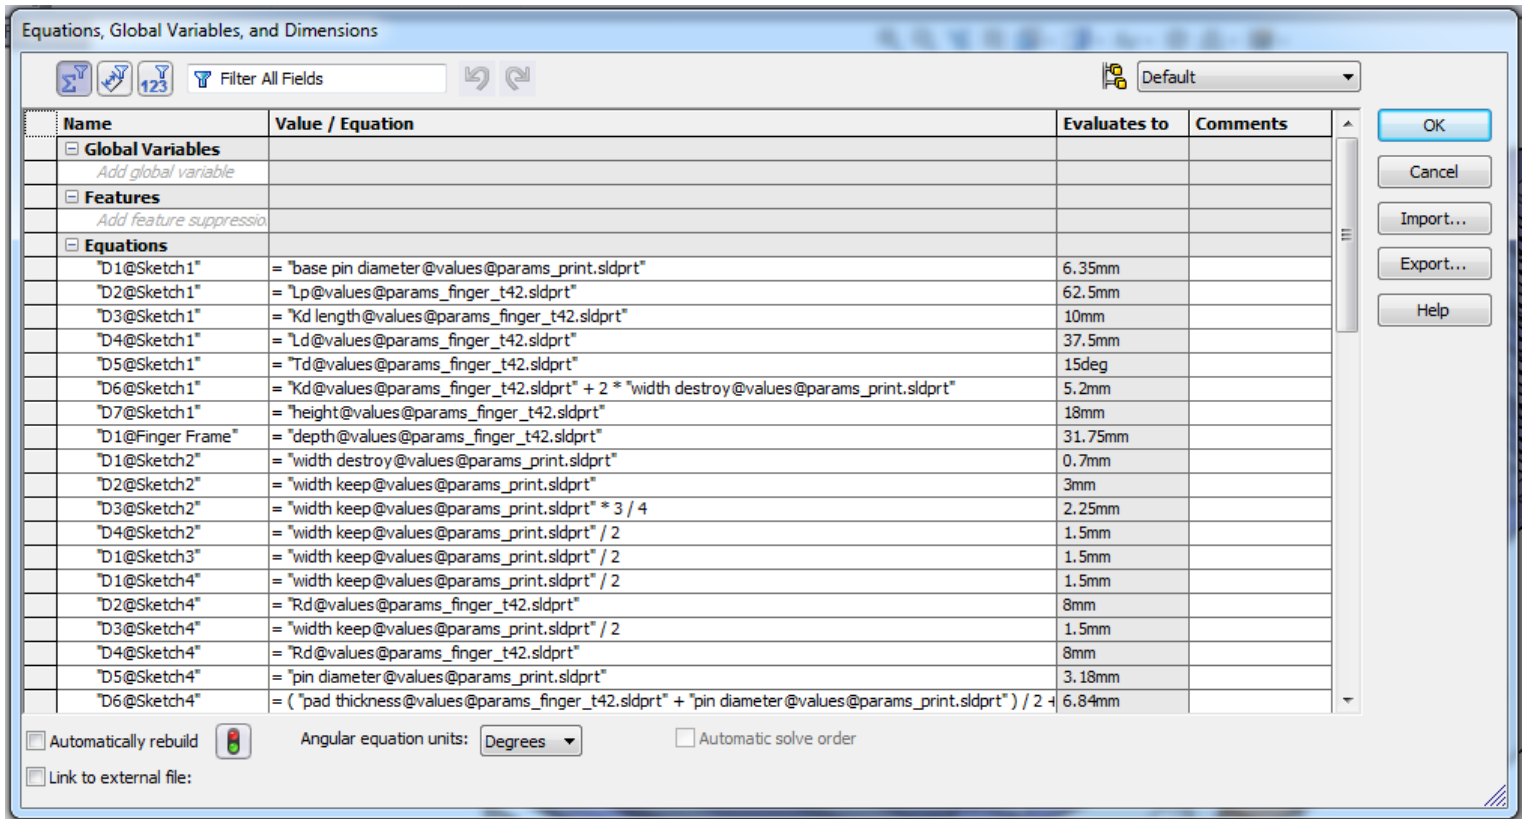 Equations, Global Variables, and Dimensions
Σ 123 Filter All Fields Default
Name Value / Equation Evaluates to Comments
Global Variables
Add global variable
Features
Add feature suppressio
Equations
"D1@Sketch1" = "base pin diameter@values@params_print.sldprt" 6.35mm
"D2@Sketch1" = "Lp@values@params_finger_t42.sldprt" 62.5mm
"D3@Sketch1" = "Kd length@values@params_finger_t42.sldprt" 10mm
"D4@Sketch1" = "Ld@values@params_finger_t42.sldprt" 37.5mm
"D5@Sketch1" = "Td@values@params_finger_t42.sldprt" 15deg
"D6@Sketch1" = "Kd@values@params_finger_t42.sldprt" + 2 * "width destroy@values@params_print.sldprt" 5.2mm
"D7@Sketch1" = "height@values@params_finger_t42.sldprt" 18mm
"D1@Finger Frame" = "depth@values@params_finger_t42.sldprt" 31.75mm
"D1@Sketch2" = "width destroy@values@params_print.sldprt" 0.7mm
"D2@Sketch2" = "width keep@values@params_print.sldprt" 3mm
"D3@Sketch2" = "width keep@values@params_print.sldprt" * 3 / 4 2.25mm
"D4@Sketch2" = "width keep@values@params_print.sldprt" / 2 1.5mm
"D1@Sketch3" = "width keep@values@params_print.sldprt" / 2 1.5mm
"D1@Sketch4" = "width keep@values@params_print.sldprt" / 2 1.5mm
"D2@Sketch4" = "Rd@values@params_finger_t42.sldprt" 8mm
"D3@Sketch4" = "width keep@values@params_print.sldprt" / 2 1.5mm
"D4@Sketch4" = "Rd@values@params_finger_t42.sldprt" 8mm
"D5@Sketch4" = "pin diameter@values@params_print.sldprt" 3.18mm
"D6@Sketch4" = ( "pad thickness@values@params_finger_t42.sldprt" + "pin diameter@values@params_print.sldprt" ) / 2 + 6.84mm
OK
Cancel
Import...
Export...
Help
Automatically rebuild Angular equation units: Degrees Automatic solve order
Link to external file: